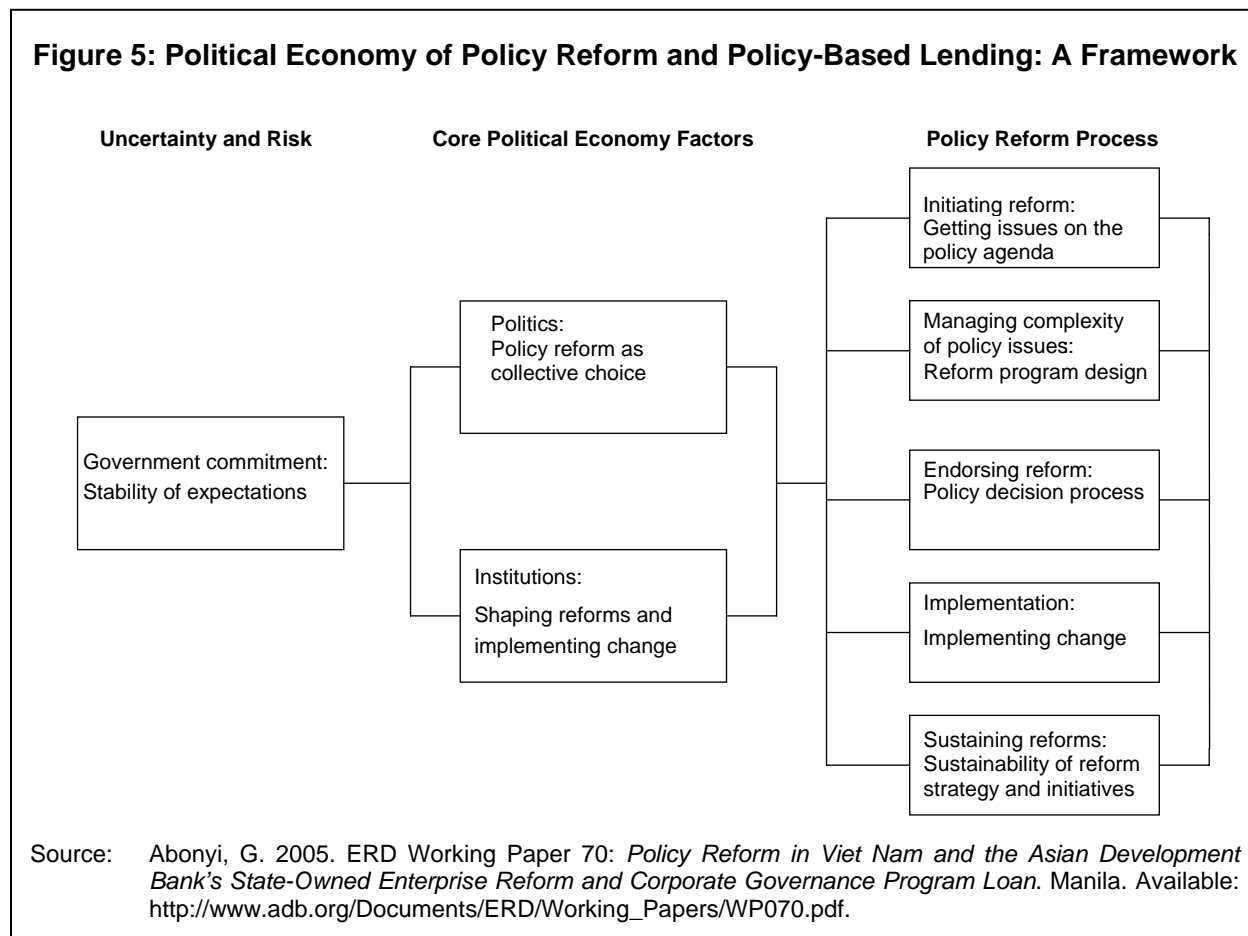 Figure 5: Political Economy of Policy Reform and Policy-Based Lending: A Framework
Uncertainty and Risk
Core Political Economy Factors
Policy Reform Process
Government commitment:
Stability of expectations
Politics:
Policy reform as
collective choice
Institutions:
Shaping reforms and
implementing change
Initiating reform:
Getting issues on the
policy agenda
Managing complexity
of policy issues:
Reform program design
Endorsing reform:
Policy decision process
Implementation:
Implementing change
Sustaining reforms:
Sustainability of reform
strategy and initiatives
Source: Abonyi, G. 2005. ERD Working Paper 70: Policy Reform in Viet Nam and the Asian Development
Bank's State-Owned Enterprise Reform and Corporate Governance Program Loan. Manila. Available:
http://www.adb.org/Documents/ERD/Working_Papers/WP070.pdf.